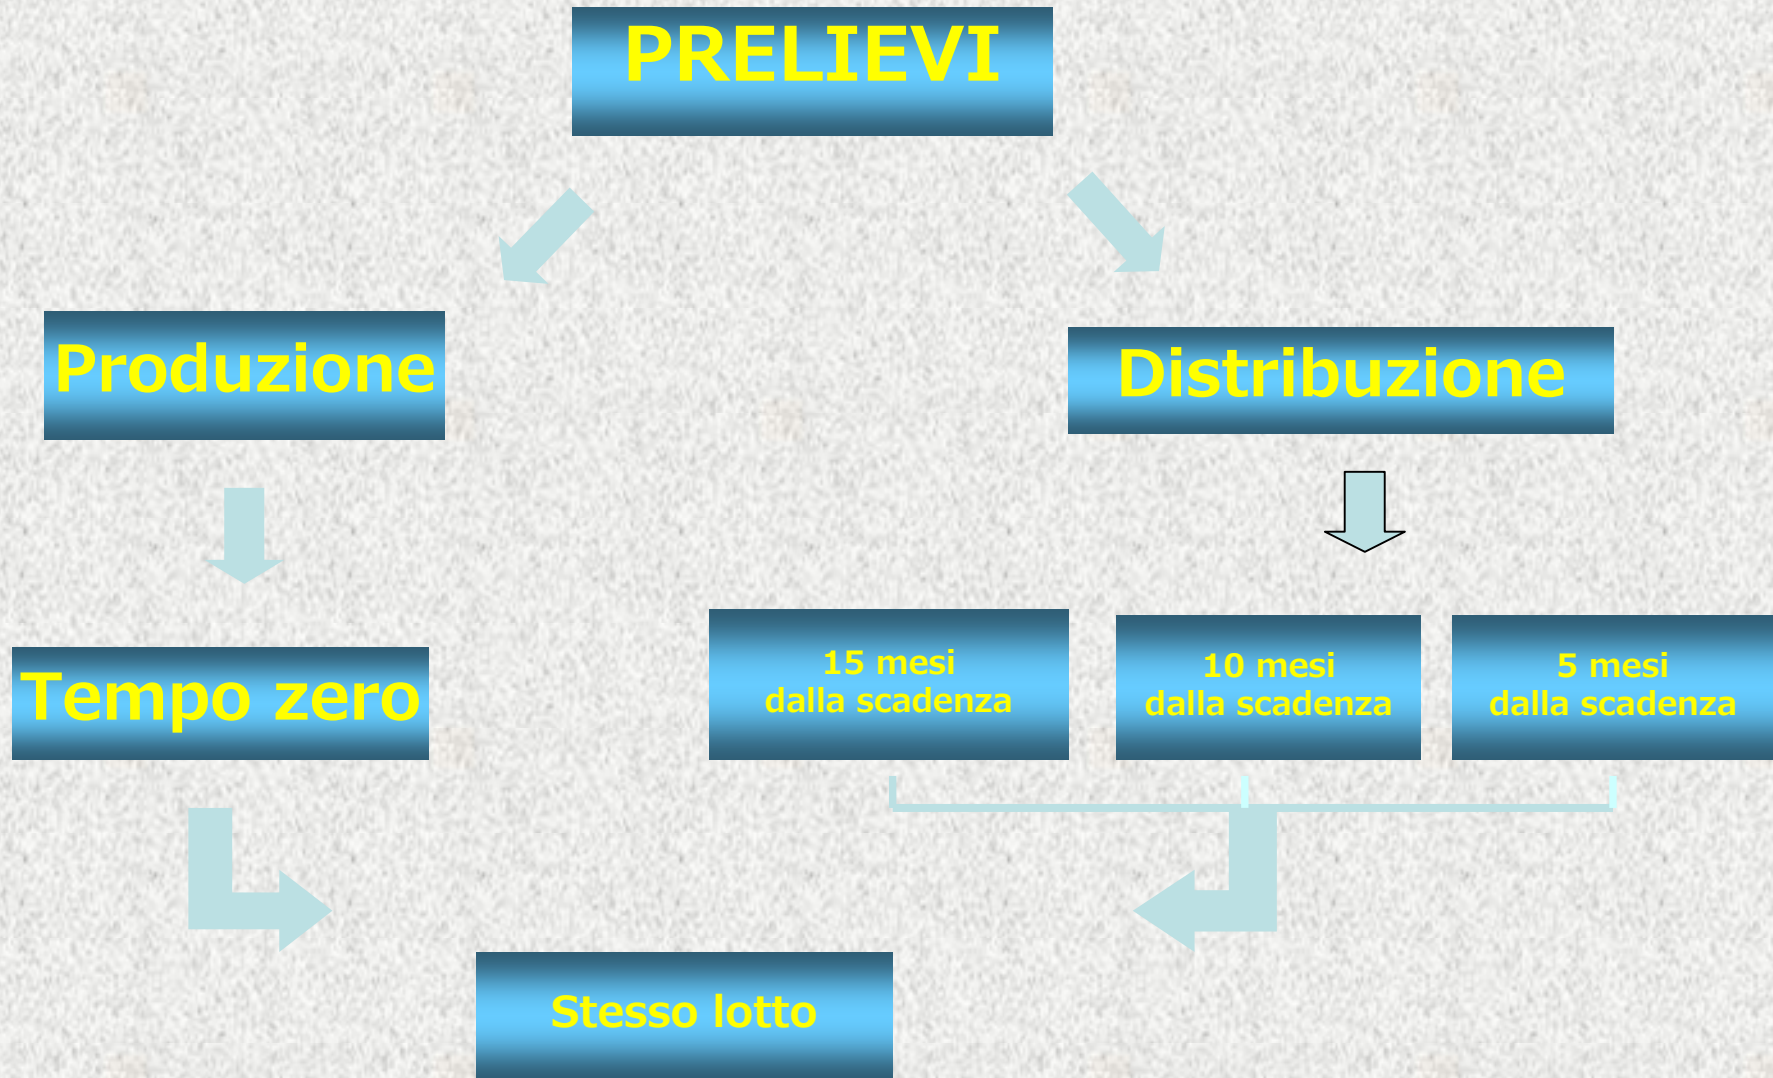 PRELIEVI
Produzione
Distribuzione
Tempo zero
15 mesi
dalla scadenza
10 mesi
dalla scadenza
5 mesi
dalla scadenza
Stesso lotto